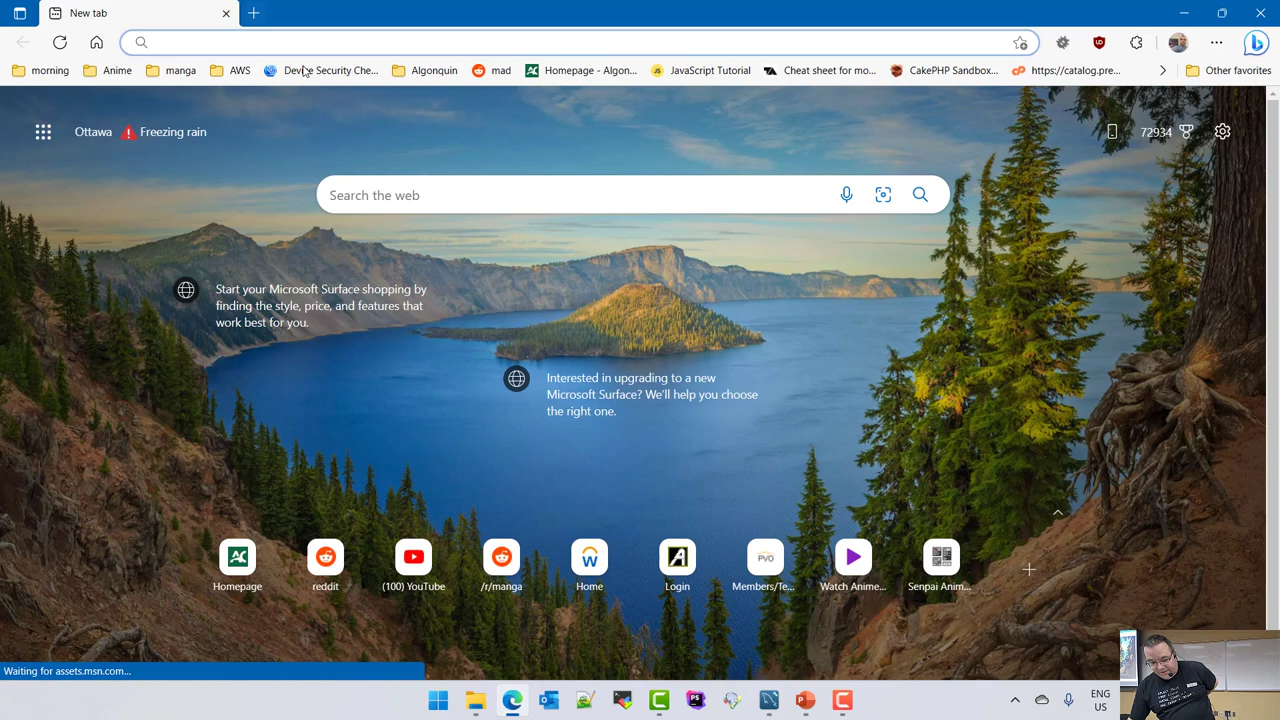 New tab
morning
Anime
manga
AWS
Algonquin
mad
Homepage - Algon...
JavaScript Tutorial
Cheat sheet for mo...
CakePHP Sandbox...
https://catalog.pre...
Other favorites
Ottawa
Freezing rain
72934
Search the web
Start your Microsoft Surface shopping by
finding the style, price, and features that
work best for you.
Interested in upgrading to a new
Microsoft Surface? We'll help you choose
the right one.
Homepage
reddit
(100) YouTube
/r/manga
Home
Login
Members/Te...
Watch Anime...
Senpai Anim...
Waiting for assets.msn.com...
ENG
US